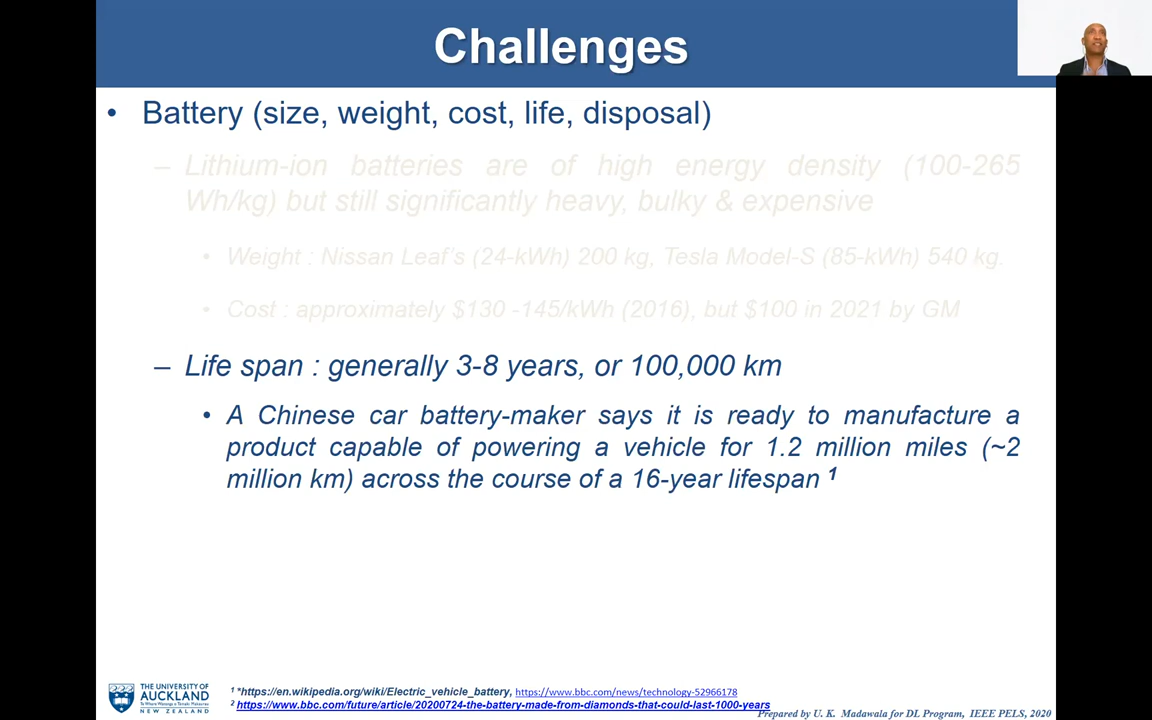 Challenges
• Battery (size, weight, cost, life, disposal)
– Lithium-ion batteries are of high energy density (100-265
Wh/kg) but still significantly heavy, bulky & expensive
• Weight : Nissan Leaf's (24-kWh) 200 kg, Tesla Model-S (85-kWh) 540 kg.
• Cost : approximately $130 -145/kWh (2016), but $100 in 2021 by GM
– Life span : generally 3-8 years, or 100,000 km
• A Chinese car battery-maker says it is ready to manufacture a
product capable of powering a vehicle for 1.2 million miles (~2
million km) across the course of a 16-year lifespan 1
THE UNIVERSITY OF
AUCKLAND
NEW ZEALAND
1 *https://en.wikipedia.org/wiki/Electric_vehicle_battery, https://www.bbc.com/news/technology-52966178
2 https://www.bbc.com/future/article/20200724-the-battery-made-from-diamonds-that-could-last-1000-years
Prepared by U. K. Madawala for DL Program, IEEE PELS, 2020